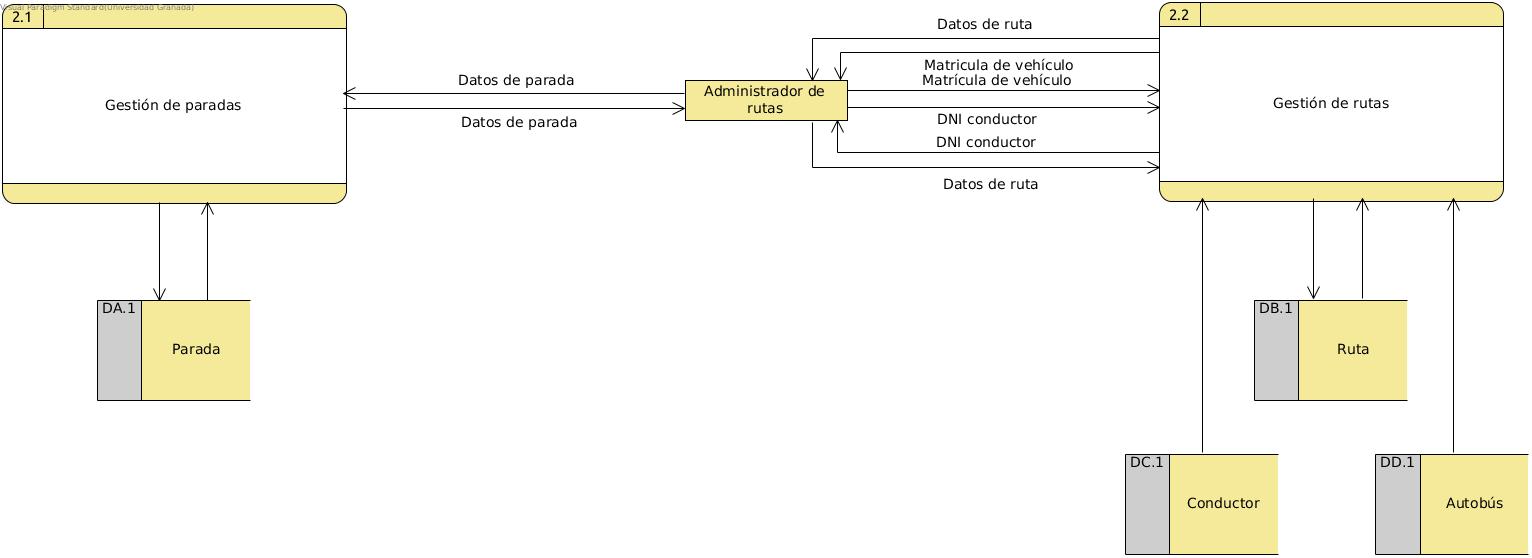 Visual Paradigm Standard(Universidad Granada)
2.1
Gestión de paradas
Datos de parada
Datos de parada
Administrador de
rutas
Datos de ruta
Matricula de vehículo
Matrícula de vehículo
DNI conductor
DNI conductor
Datos de ruta
2.2
Gestión de rutas
DA.1
Parada
DB.1
Ruta
DC.1
Conductor
DD.1
Autobús